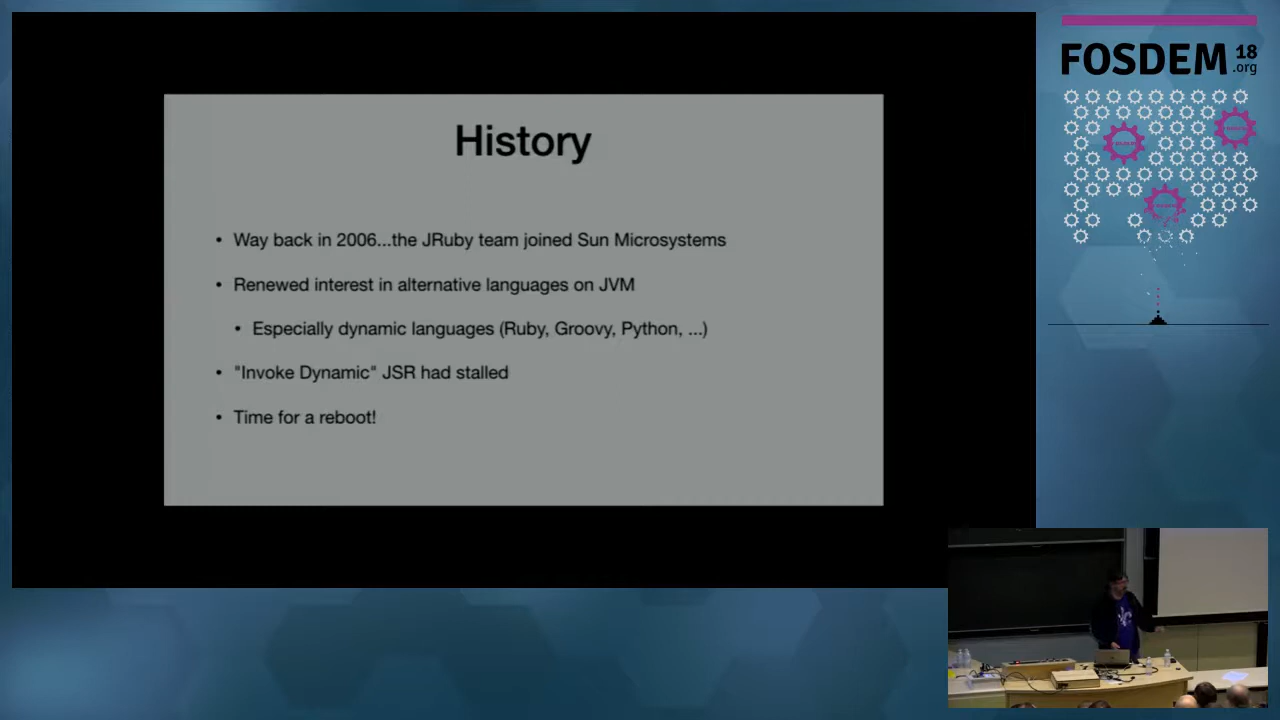 History
• Way back in 2006...the JRuby team joined Sun Microsystems
• Renewed interest in alternative languages on JVM
• Especially dynamic languages (Ruby, Groovy, Python, ...)
• "Invoke Dynamic" JSR had stalled
• Time for a reboot!
FOSDEM 18
.org